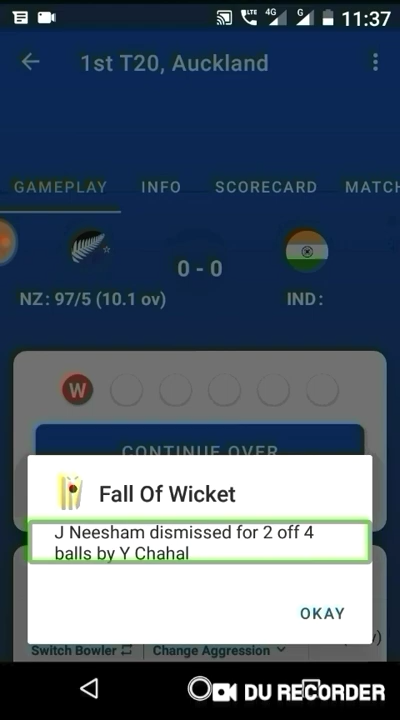 LTE 4G G 11:37
1st T20, Auckland
GAMEPLAY INFO SCORECARD MATCH
0 - 0
NZ: 97/5 (10.1 ov) IND:
W
CONTINUE OVER
Fall Of Wicket
J Neesham dismissed for 2 off 4
balls by Y Chahal
OKAY
Switch Bowler Change Aggression
DU RECORDER